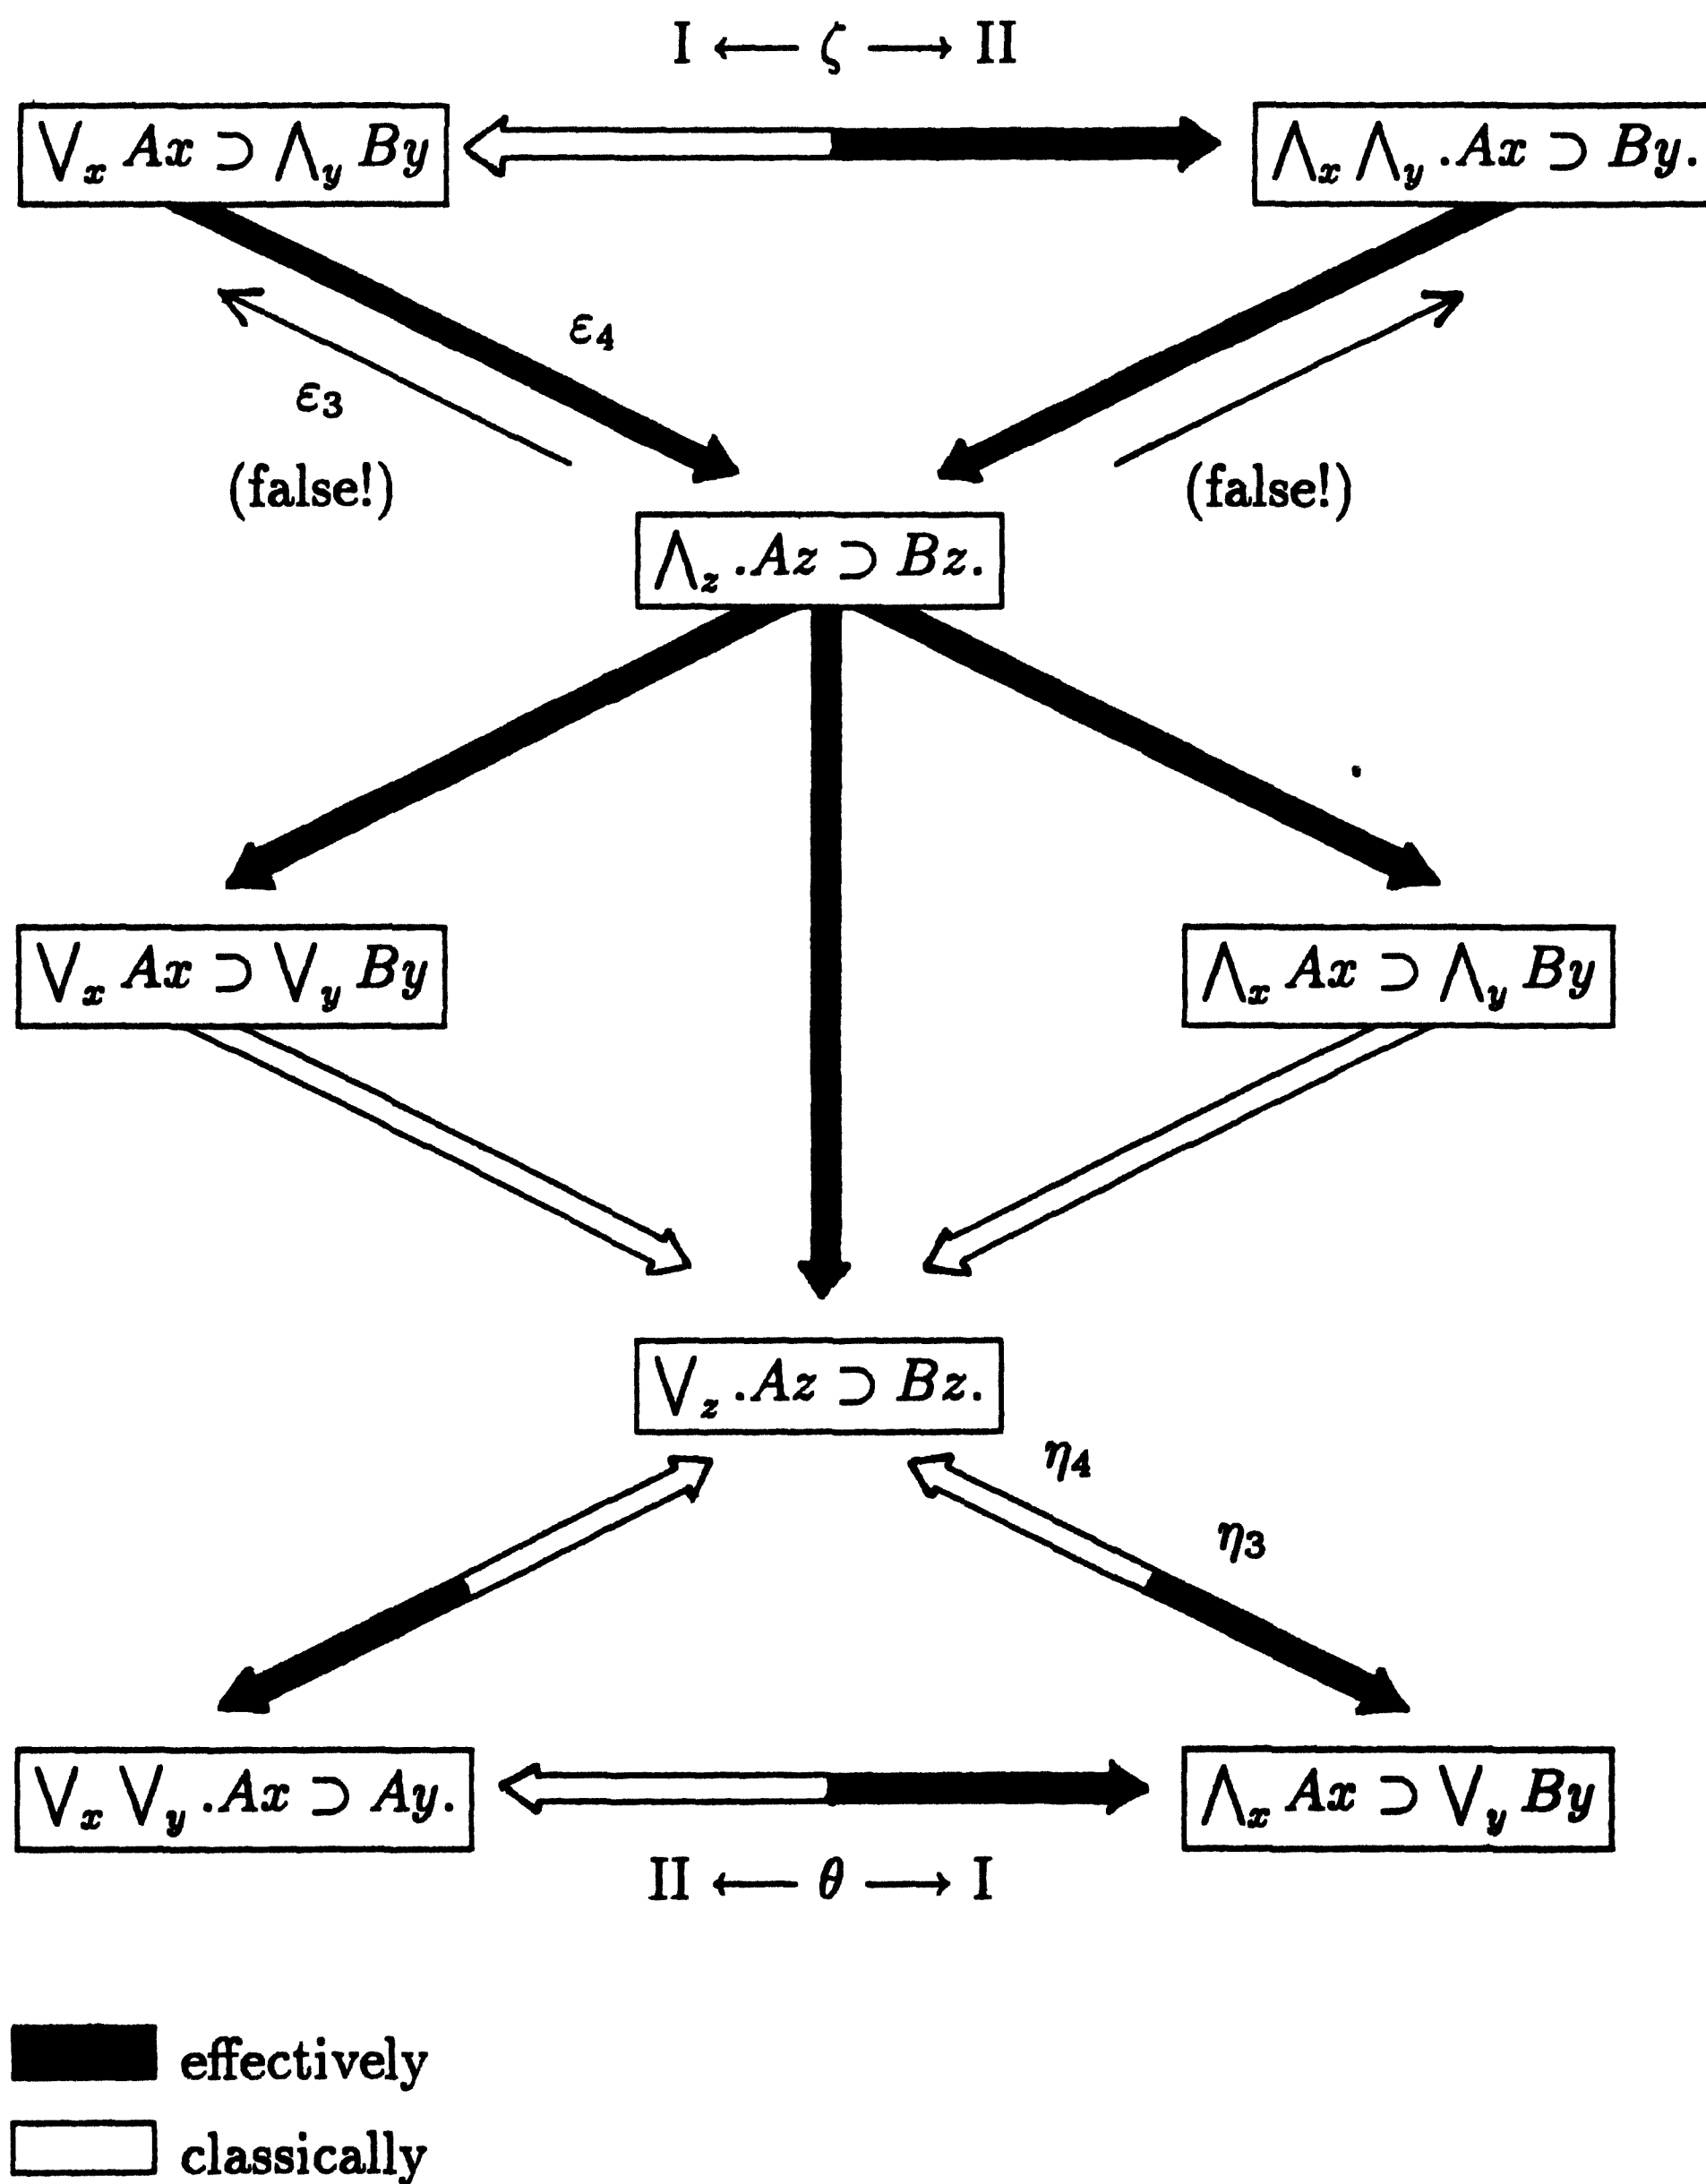 I ⟵ ζ ⟶ II
⋁ₓ Ax ⊃ ⋀ᵧ By
⋀ₓ ⋀ᵧ .Ax ⊃ By.
ε₄
ε₃
(false!)
(false!)
⋀_z .Az ⊃ Bz.
⋁ₓ Ax ⊃ ⋁ᵧ By
⋀ₓ Ax ⊃ ⋀ᵧ By
⋁_z .Az ⊃ Bz.
η₄
η₃
⋁ₓ ⋁ᵧ .Ax ⊃ Ay.
⋀ₓ Ax ⊃ ⋁ᵧ By
II ⟵ θ ⟶ I
effectively
classically